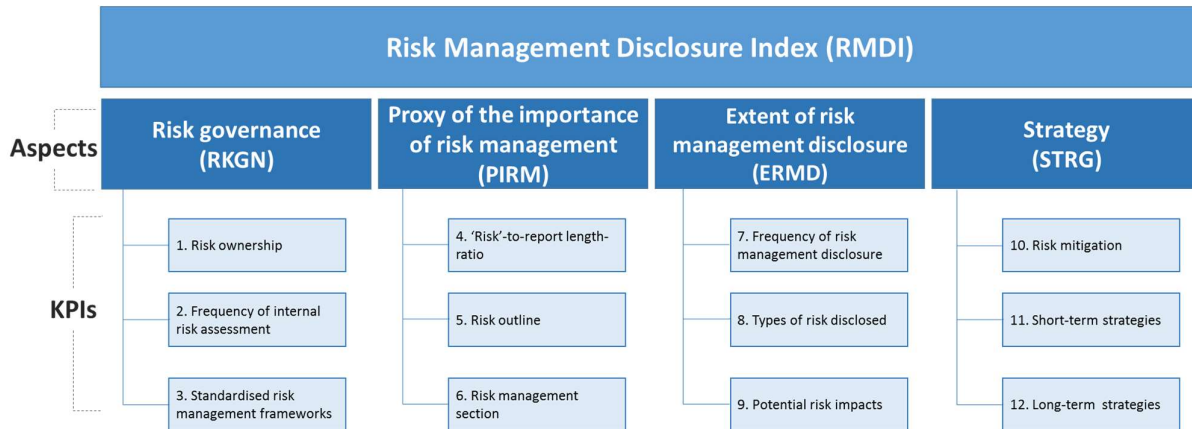 Risk Management Disclosure Index (RMDI)
Aspects
Risk governance
(RKGN)
Proxy of the importance
of risk management
(PIRM)
Extent of risk
management disclosure
(ERMD)
Strategy
(STRG)
KPIs
1. Risk ownership
2. Frequency of internal
risk assessment
3. Standardised risk
management frameworks
4. ‘Risk’-to-report length-
ratio
5. Risk outline
6. Risk management
section
7. Frequency of risk
management disclosure
8. Types of risk disclosed
9. Potential risk impacts
10. Risk mitigation
11. Short-term strategies
12. Long-term strategies